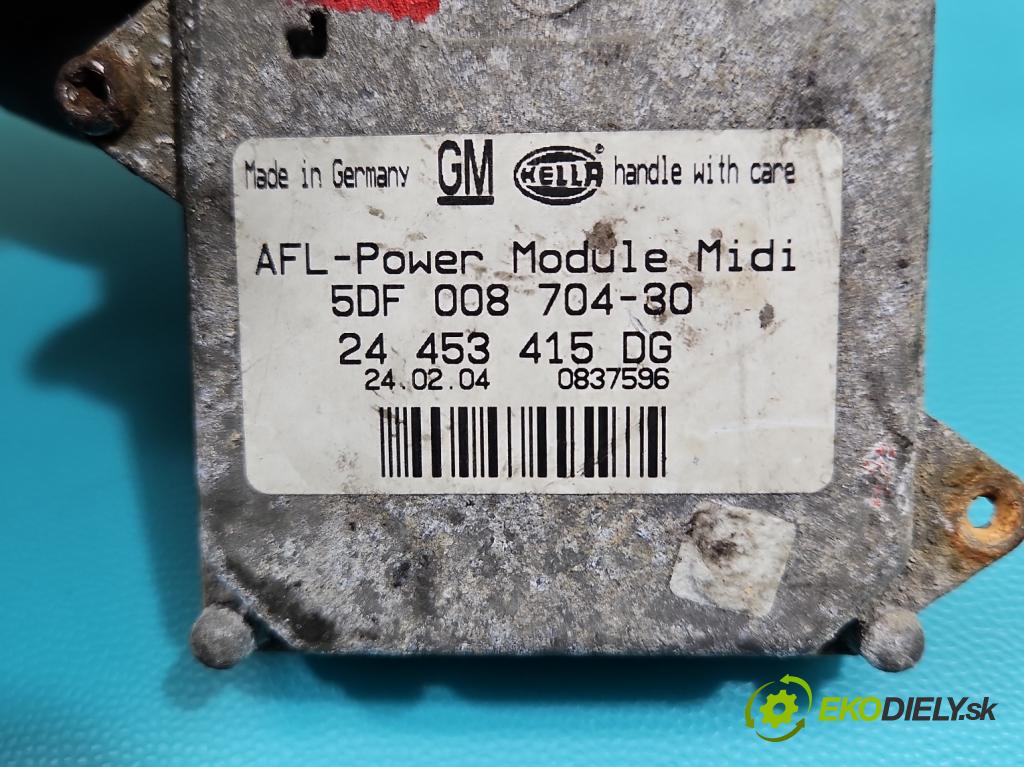 Made in Germany GM HELLA ® handle with care
AFL-Power Module Midi
5DF 008 704-30
24 453 415 DG
24.02.04 0837596
EKODIELY.sk